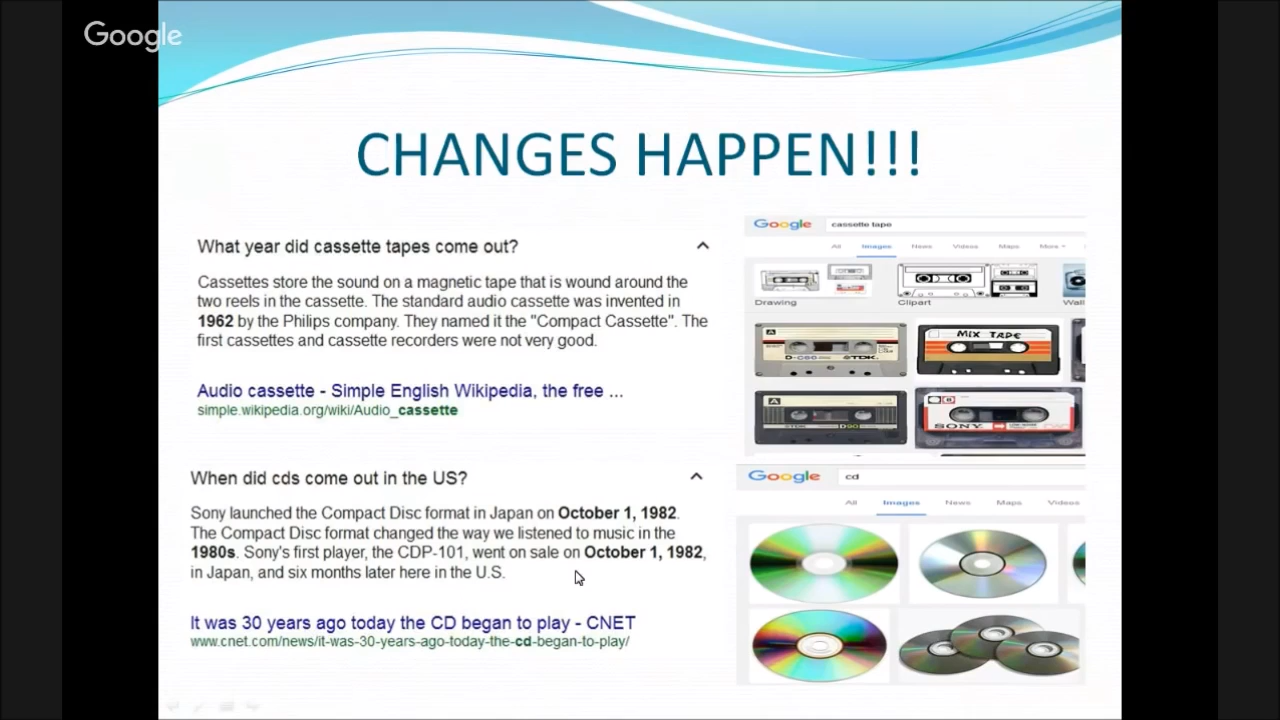 Google
CHANGES HAPPEN!!!
What year did cassette tapes come out?
Cassettes store the sound on a magnetic tape that is wound around the
two reels in the cassette. The standard audio cassette was invented in
1962 by the Philips company. They named it the "Compact Cassette". The
first cassettes and cassette recorders were not very good.
Audio cassette - Simple English Wikipedia, the free ...
simple.wikipedia.org/wiki/Audio_cassette
Google cassette tape
All Images News Videos Maps More
Drawing Clipart Wall
A
D-C60 TDK
MIX TAPE
A
TDK D90
B
SONY
When did cds come out in the US?
Sony launched the Compact Disc format in Japan on October 1, 1982.
The Compact Disc format changed the way we listened to music in the
1980s. Sony's first player, the CDP-101, went on sale on October 1, 1982,
in Japan, and six months later here in the U.S.
It was 30 years ago today the CD began to play - CNET
www.cnet.com/news/it-was-30-years-ago-today-the-cd-began-to-play/
Google cd
All Images News Maps Videos